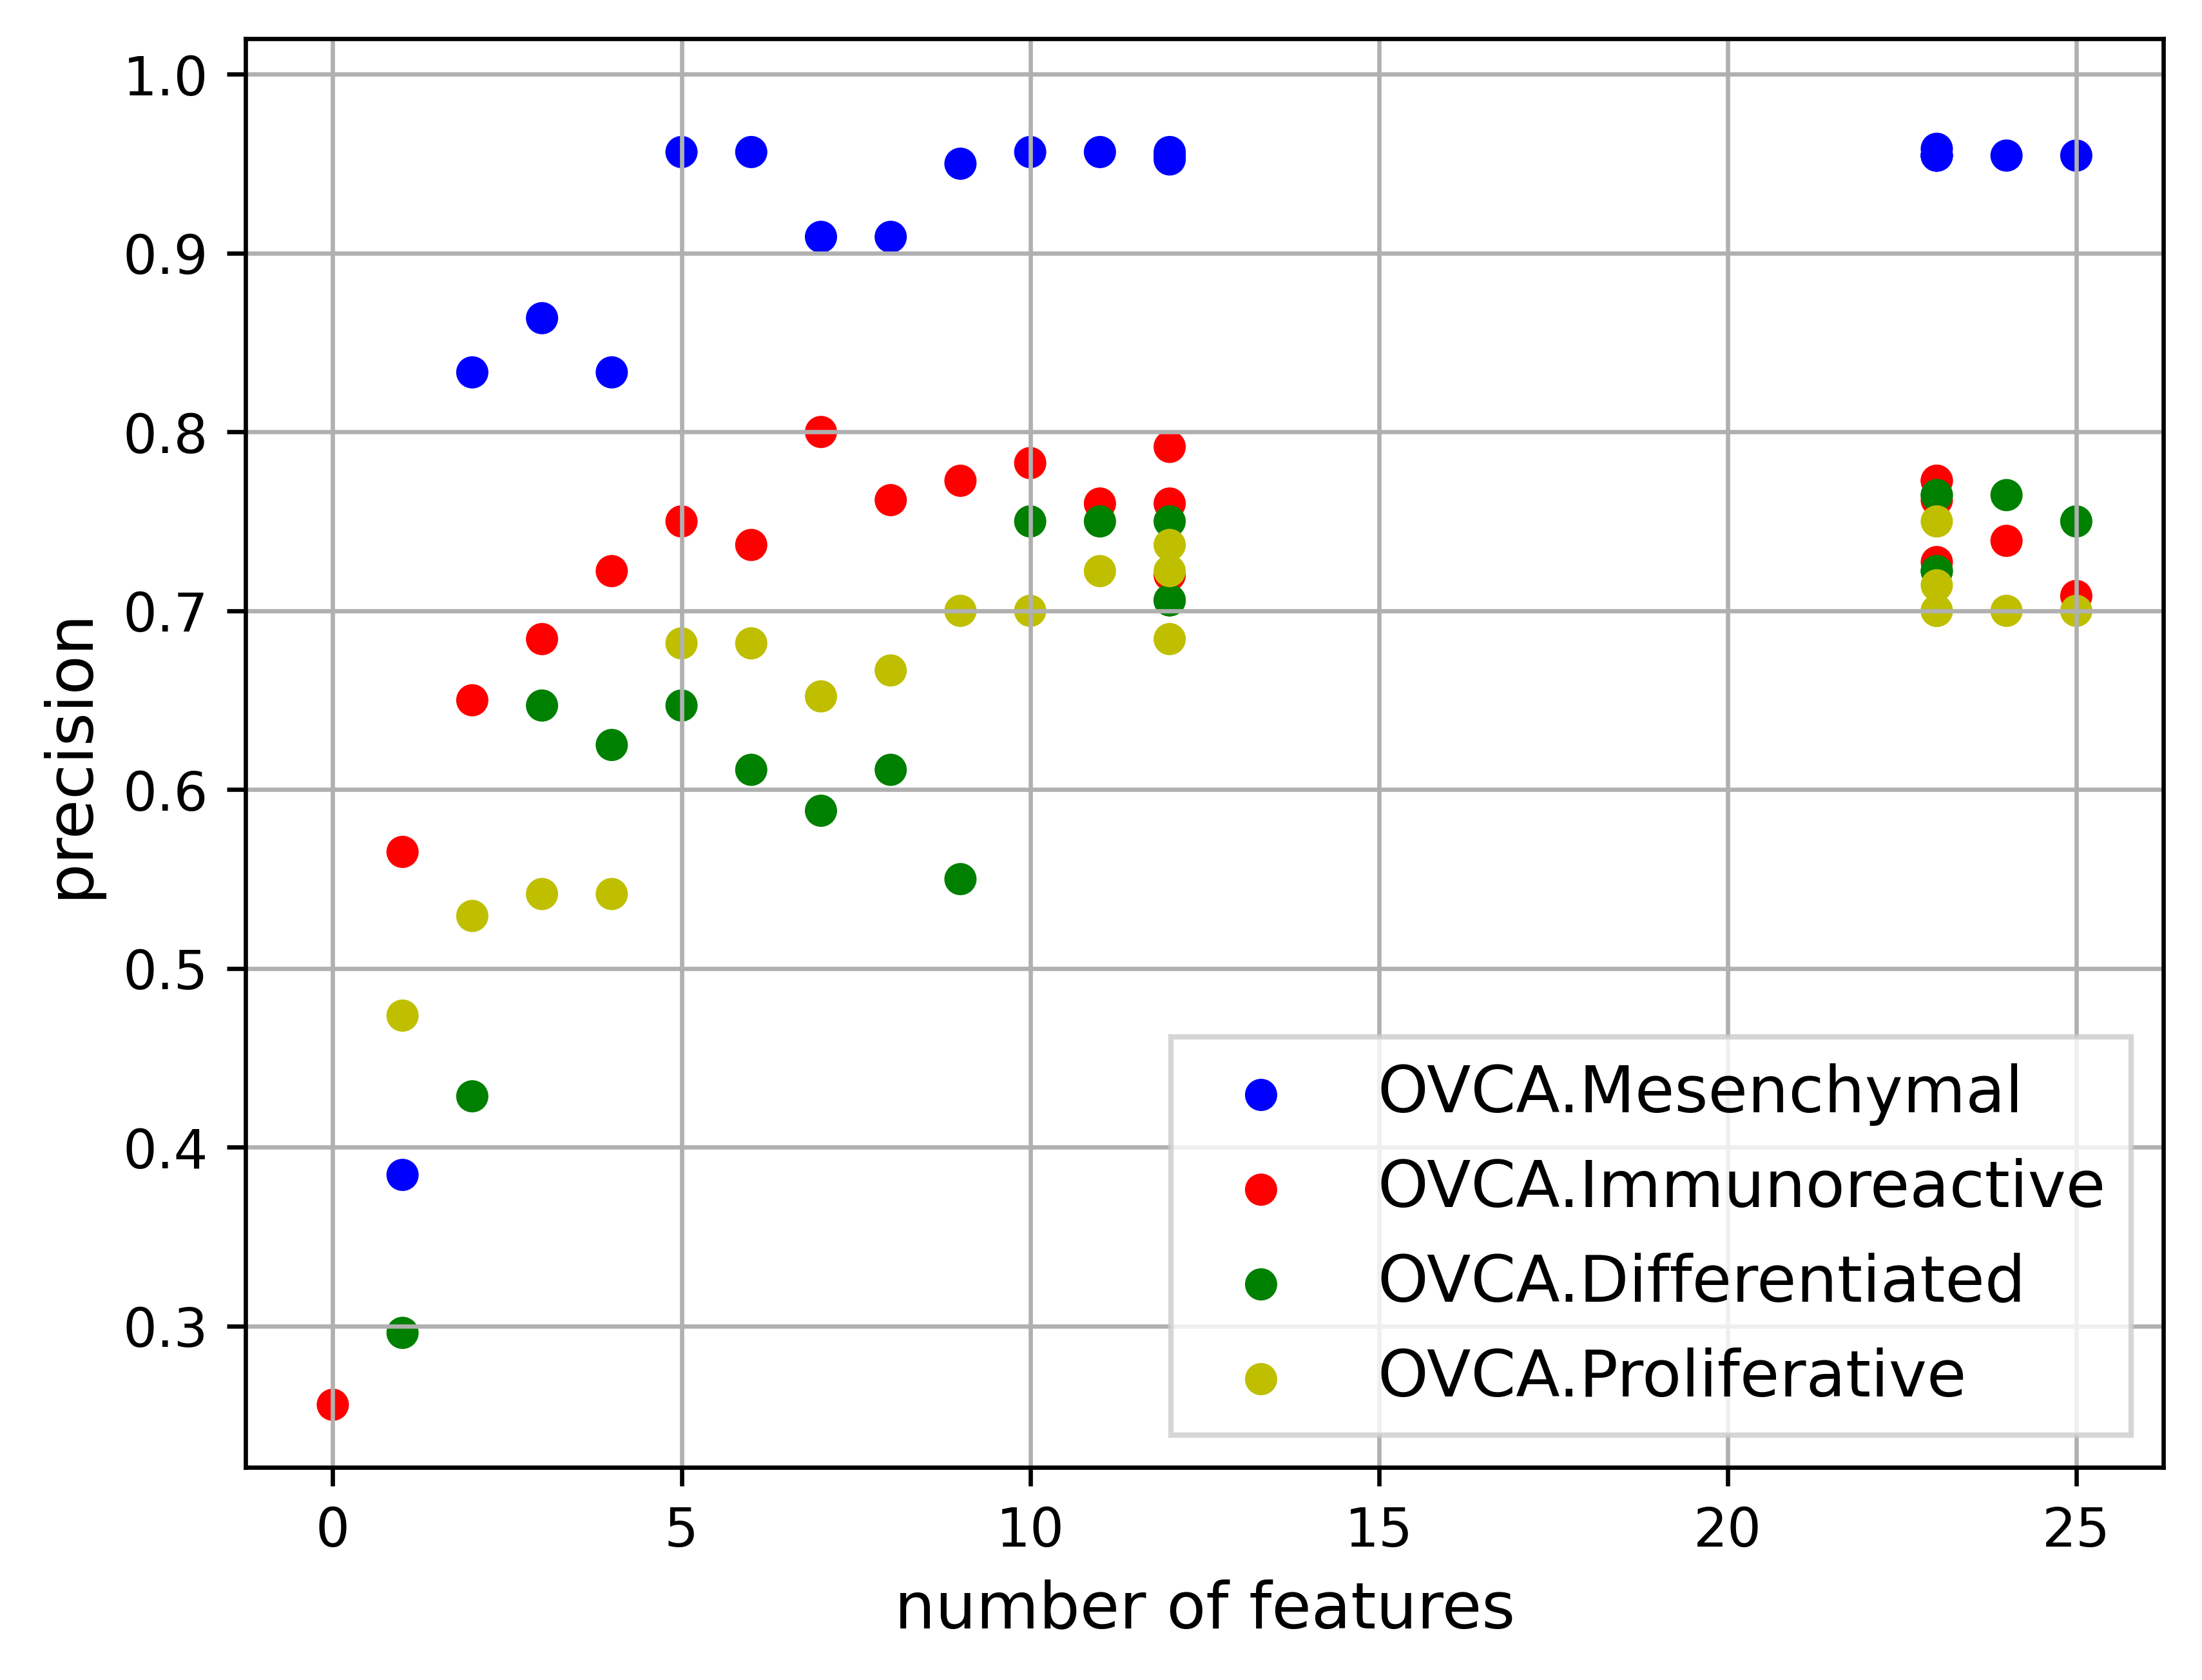 1.0
0.9
0.8
0.7
0.6
0.5
0.4
0.3
precision
OVCA.Mesenchymal
OVCA.Immunoreactive
OVCA.Differentiated
OVCA.Proliferative
0 5 10 15 20 25
number of features